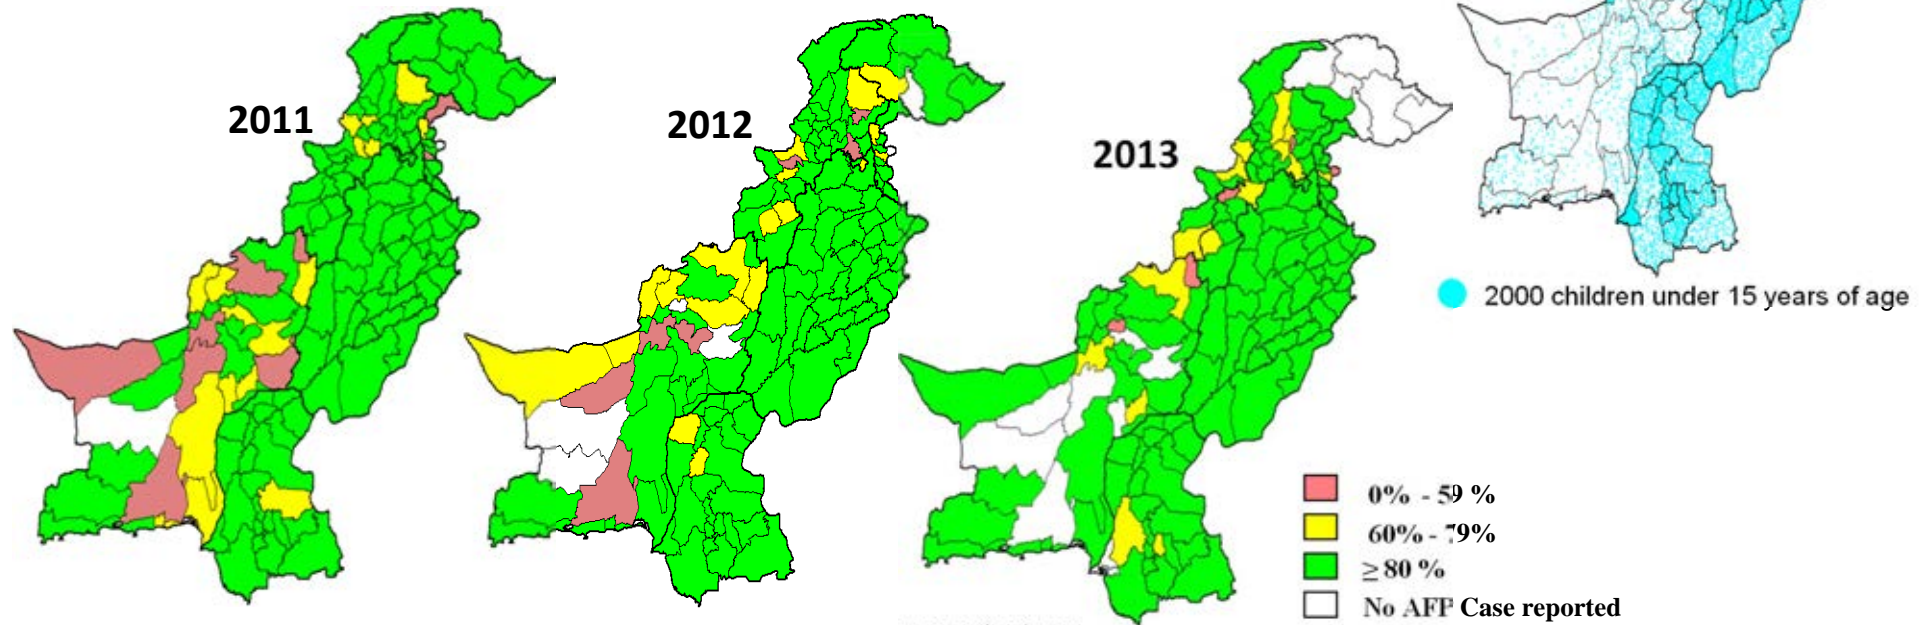 2011
2012
2013
2000 children under 15 years of age
0% - 59 %
60% - 79%
≥ 80 %
No AFP Case reported